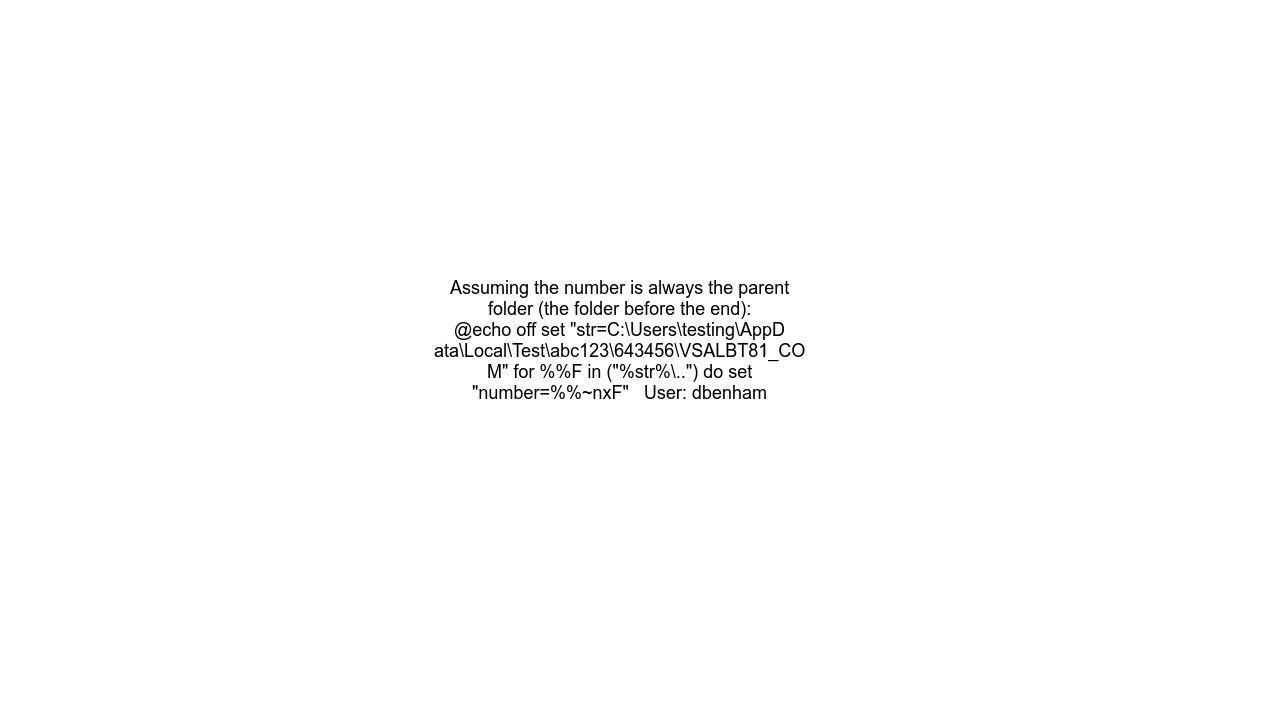 Assuming the number is always the parent
folder (the folder before the end):
@echo off set "str=C:\Users\testing\AppD
ata\Local\Test\abc123\643456\VSALBT81_CO
M" for %%F in ("%str%\..") do set
"number=%%~nxF"   User: dbenham